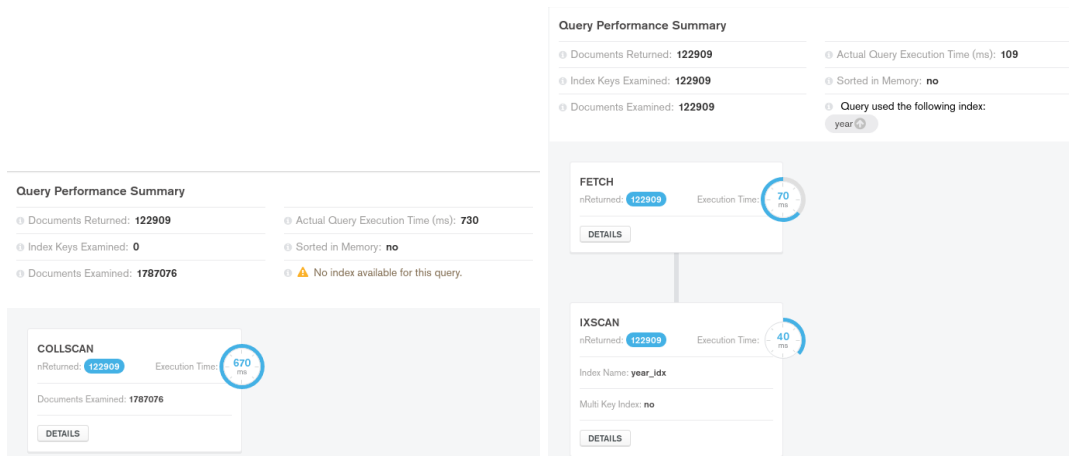 Query Performance Summary
Documents Returned: 122909
Actual Query Execution Time (ms): 730
Index Keys Examined: 0
Sorted in Memory: no
Documents Examined: 1787076
No index available for this query.
COLLSCAN
nReturned: 122909
Execution Time:
670
ms
Documents Examined: 1787076
DETAILS
Query Performance Summary
Documents Returned: 122909
Actual Query Execution Time (ms): 109
Index Keys Examined: 122909
Sorted in Memory: no
Documents Examined: 122909
Query used the following index:
year
FETCH
nReturned: 122909
Execution Time:
70
ms
DETAILS
IXSCAN
nReturned: 122909
Execution Time:
40
ms
Index Name: year_idx
Multi Key Index: no
DETAILS